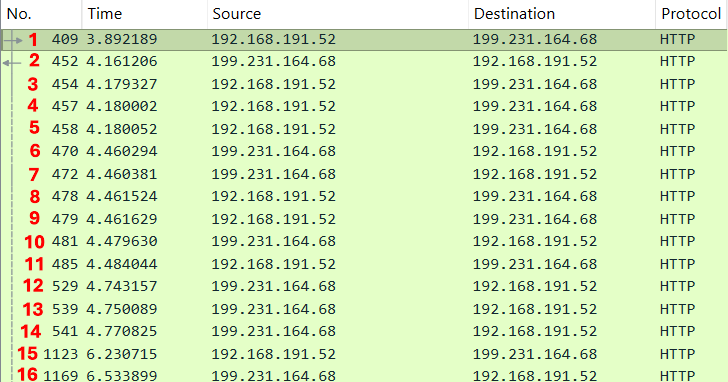 No. Time Source Destination Protocol
1 409 3.892189 192.168.191.52 199.231.164.68 HTTP
2 452 4.161206 199.231.164.68 192.168.191.52 HTTP
3 454 4.179327 192.168.191.52 199.231.164.68 HTTP
4 457 4.180002 192.168.191.52 199.231.164.68 HTTP
5 458 4.180052 192.168.191.52 199.231.164.68 HTTP
6 470 4.460294 199.231.164.68 192.168.191.52 HTTP
7 472 4.460381 199.231.164.68 192.168.191.52 HTTP
8 478 4.461524 192.168.191.52 199.231.164.68 HTTP
9 479 4.461629 192.168.191.52 199.231.164.68 HTTP
10 481 4.479630 199.231.164.68 192.168.191.52 HTTP
11 485 4.484044 192.168.191.52 199.231.164.68 HTTP
12 529 4.743157 199.231.164.68 192.168.191.52 HTTP
13 539 4.750089 199.231.164.68 192.168.191.52 HTTP
14 541 4.770825 199.231.164.68 192.168.191.52 HTTP
15 1123 6.230715 192.168.191.52 199.231.164.68 HTTP
16 1169 6.533899 199.231.164.68 192.168.191.52 HTTP